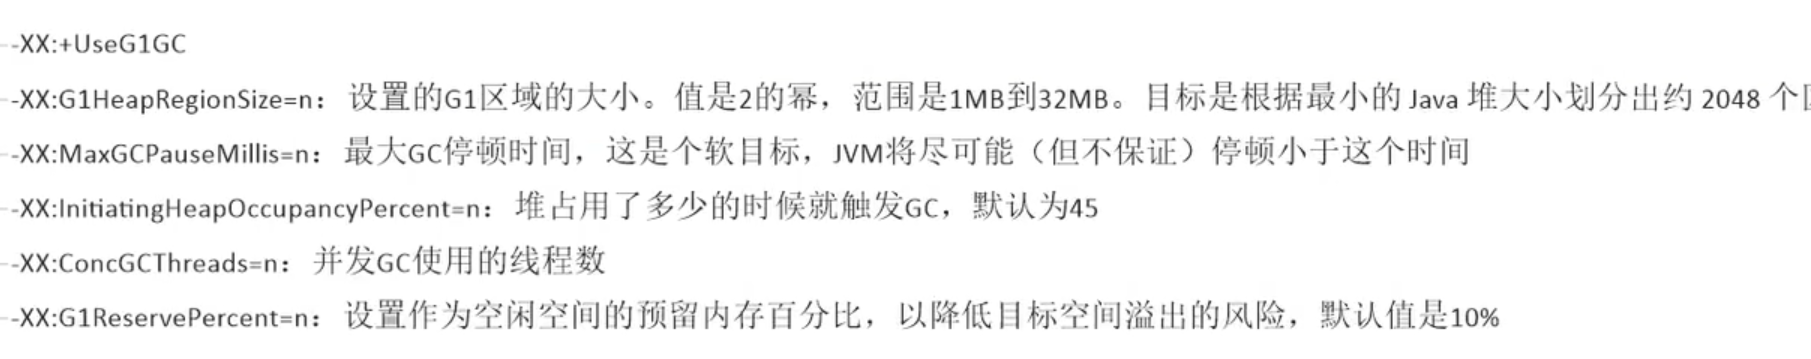 -XX:+UseG1GC
-XX:G1HeapRegionSize=n：设置的G1区域的大小。值是2的幂，范围是1MB到32MB。目标是根据最小的 Java 堆大小划分出约 2048 个
-XX:MaxGCPauseMillis=n：最大GC停顿时间，这是个软目标，JVM将尽可能（但不保证）停顿小于这个时间
-XX:InitiatingHeapOccupancyPercent=n：堆占用了多少的时候就触发GC，默认为45
-XX:ConcGCThreads=n：并发GC使用的线程数
-XX:G1ReservePercent=n：设置作为空闲空间的预留内存百分比，以降低目标空间溢出的风险，默认值是10%